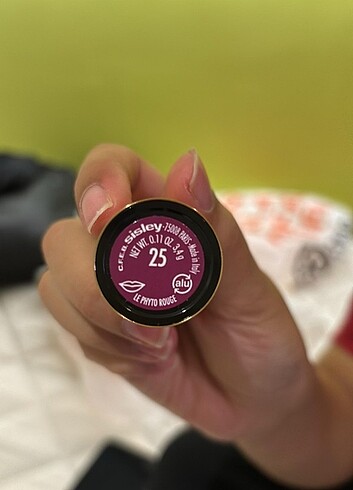 C.F.E.B. sisley - 75008 PARIS - Made in Italy
NET WT. 0.11 OZ. 3,4 g
25
alu
LE PHYTO ROUGE